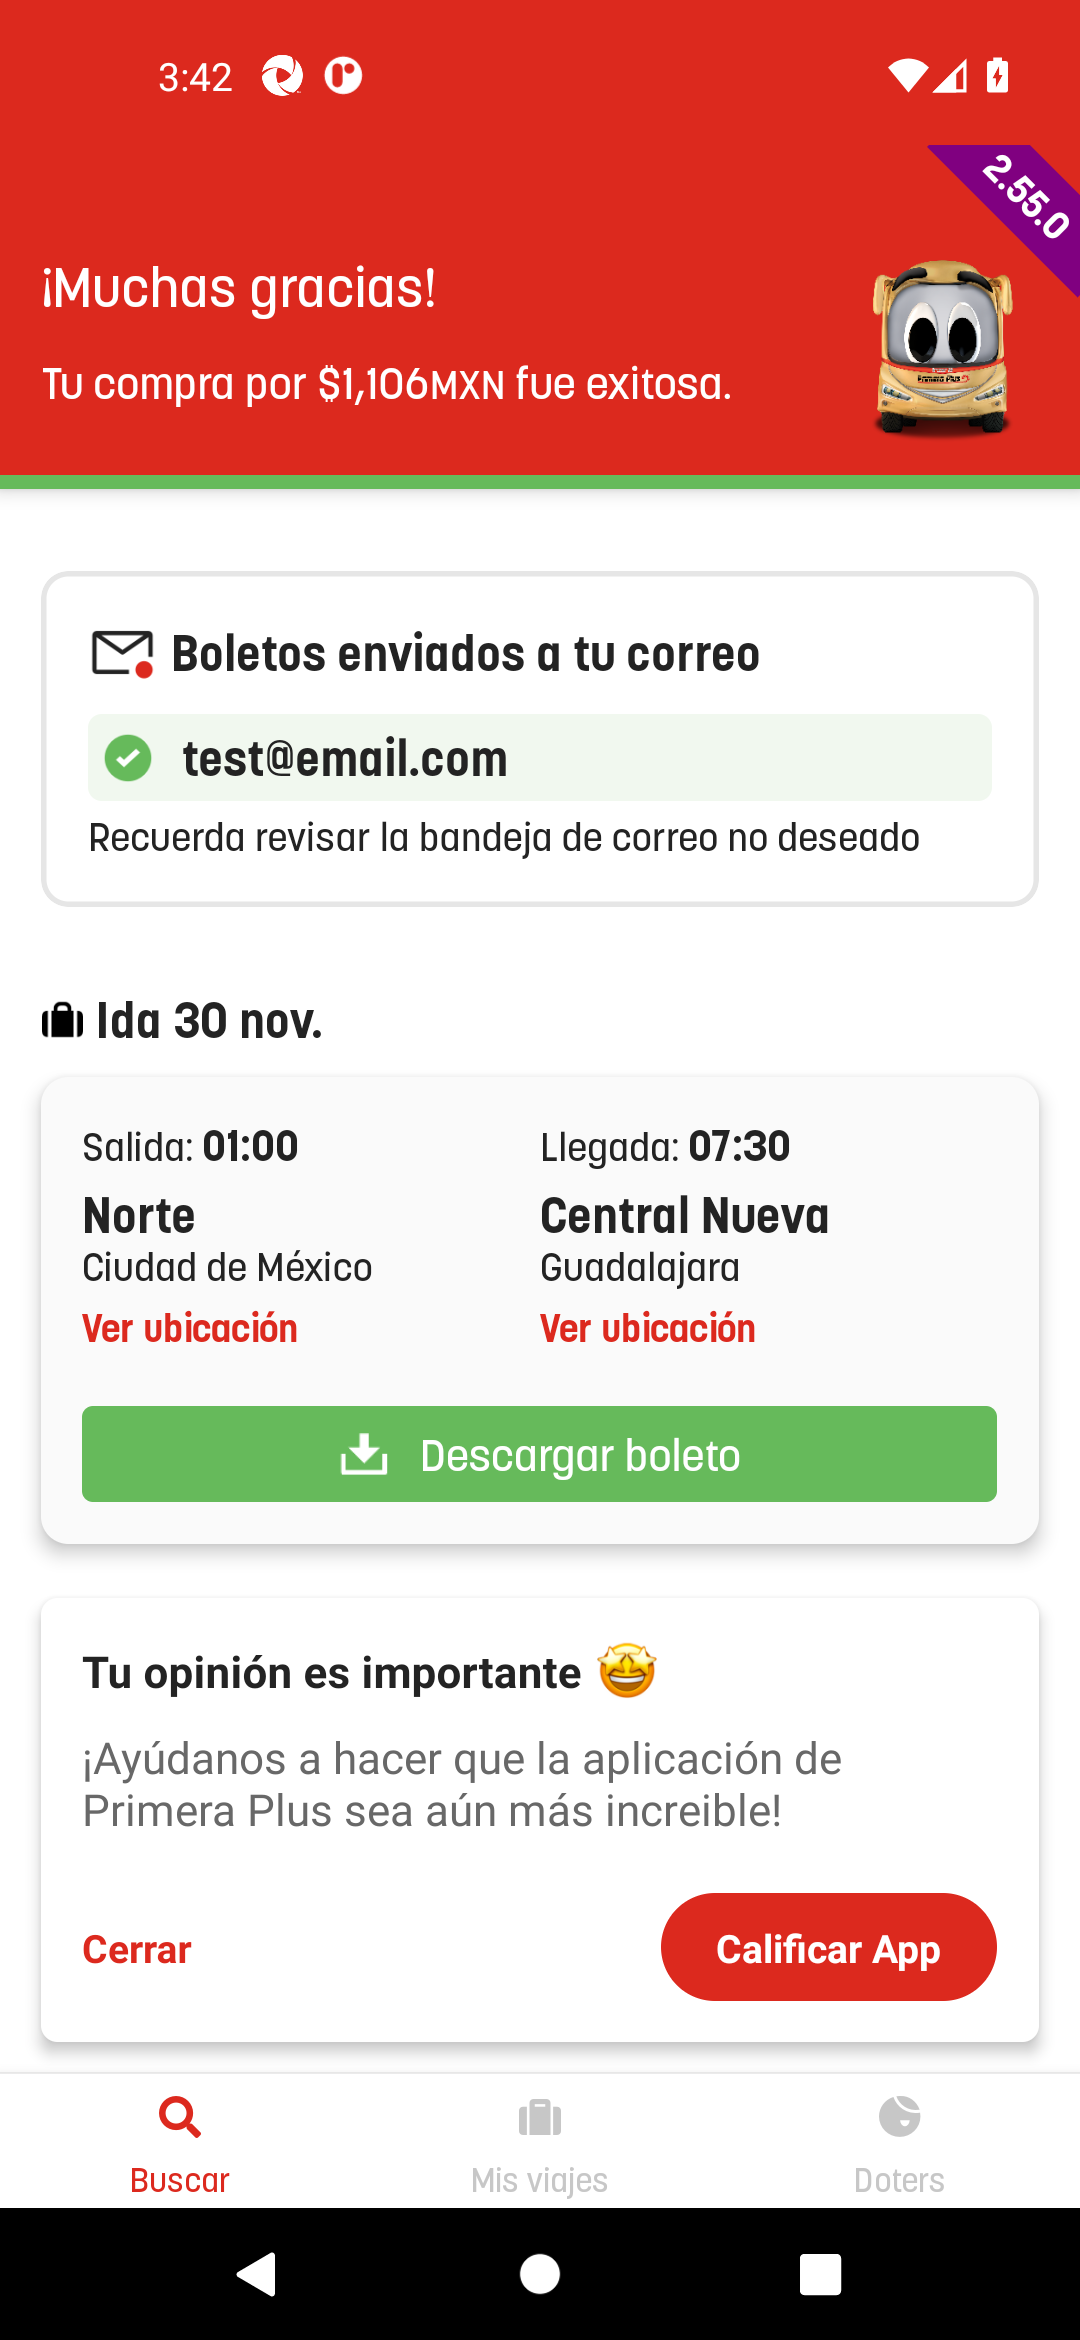 3:42
2.55.0
¡Muchas gracias!
Tu compra por $1,106MXN fue exitosa.
Primera Plus
Boletos enviados a tu correo
test@email.com
Recuerda revisar la bandeja de correo no deseado
Ida 30 nov.
Salida: 01:00
Llegada: 07:30
Norte
Central Nueva
Ciudad de México
Guadalajara
Ver ubicación
Ver ubicación
Descargar boleto
Tu opinión es importante 🤩
¡Ayúdanos a hacer que la aplicación de
Primera Plus sea aún más increible!
Cerrar
Calificar App
Buscar
Mis viajes
Doters